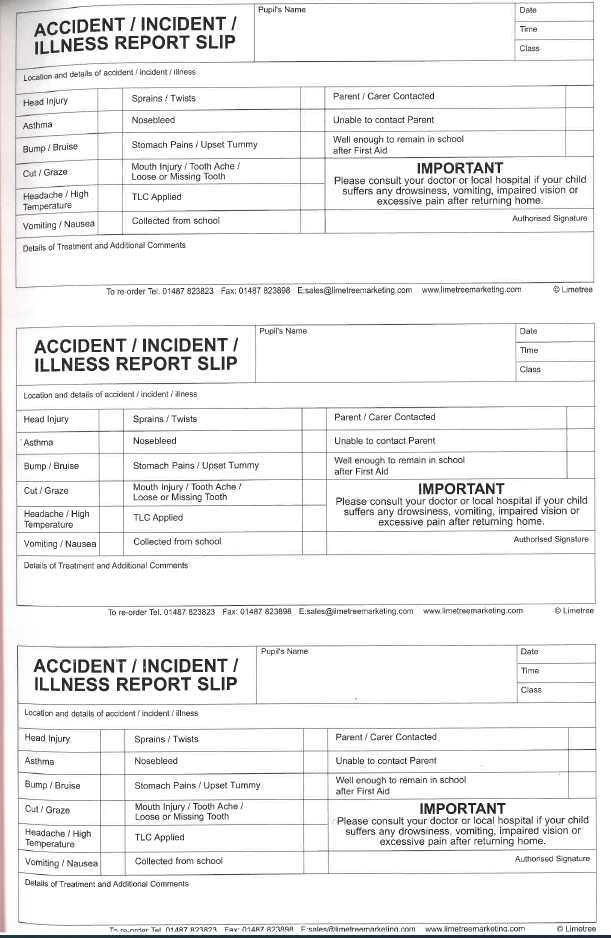 ACCIDENT / INCIDENT /
ILLNESS REPORT SLIP
Pupil's Name
Date
Time
Class
Location and details of accident / incident / illness
Head Injury
Sprains / Twists
Parent / Carer Contacted
Asthma
Nosebleed
Unable to contact Parent
Bump / Bruise
Stomach Pains / Upset Tummy
Well enough to remain in school
after First Aid
Cut / Graze
Mouth Injury / Tooth Ache /
Loose or Missing Tooth
IMPORTANT
Please consult your doctor or local hospital if your child
suffers any drowsiness, vomiting, impaired vision or
excessive pain after returning home.
Headache / High
Temperature
TLC Applied
Vomiting / Nausea
Collected from school
Authorised Signature
Details of Treatment and Additional Comments
To re-order Tel. 01487 823823 Fax: 01487 823898 E:sales@limetreemarketing.com www.limetreemarketing.com © Limetree
ACCIDENT / INCIDENT /
ILLNESS REPORT SLIP
Pupil's Name
Date
Time
Class
Location and details of accident / incident / illness
Head Injury
Sprains / Twists
Parent / Carer Contacted
Asthma
Nosebleed
Unable to contact Parent
Bump / Bruise
Stomach Pains / Upset Tummy
Well enough to remain in school
after First Aid
Cut / Graze
Mouth Injury / Tooth Ache /
Loose or Missing Tooth
IMPORTANT
Please consult your doctor or local hospital if your child
suffers any drowsiness, vomiting, impaired vision or
excessive pain after returning home.
Headache / High
Temperature
TLC Applied
Vomiting / Nausea
Collected from school
Authorised Signature
Details of Treatment and Additional Comments
To re-order Tel. 01487 823823 Fax: 01487 823898 E:sales@limetreemarketing.com www.limetreemarketing.com © Limetree
ACCIDENT / INCIDENT /
ILLNESS REPORT SLIP
Pupil's Name
Date
Time
Class
Location and details of accident / incident / illness
Head Injury
Sprains / Twists
Parent / Carer Contacted
Asthma
Nosebleed
Unable to contact Parent
Bump / Bruise
Stomach Pains / Upset Tummy
Well enough to remain in school
after First Aid
Cut / Graze
Mouth Injury / Tooth Ache /
Loose or Missing Tooth
IMPORTANT
Please consult your doctor or local hospital if your child
suffers any drowsiness, vomiting, impaired vision or
excessive pain after returning home.
Headache / High
Temperature
TLC Applied
Vomiting / Nausea
Collected from school
Authorised Signature
Details of Treatment and Additional Comments
To re-order Tel. 01487 823823 Fax: 01487 823898 E:sales@limetreemarketing.com www.limetreemarketing.com © Limetree